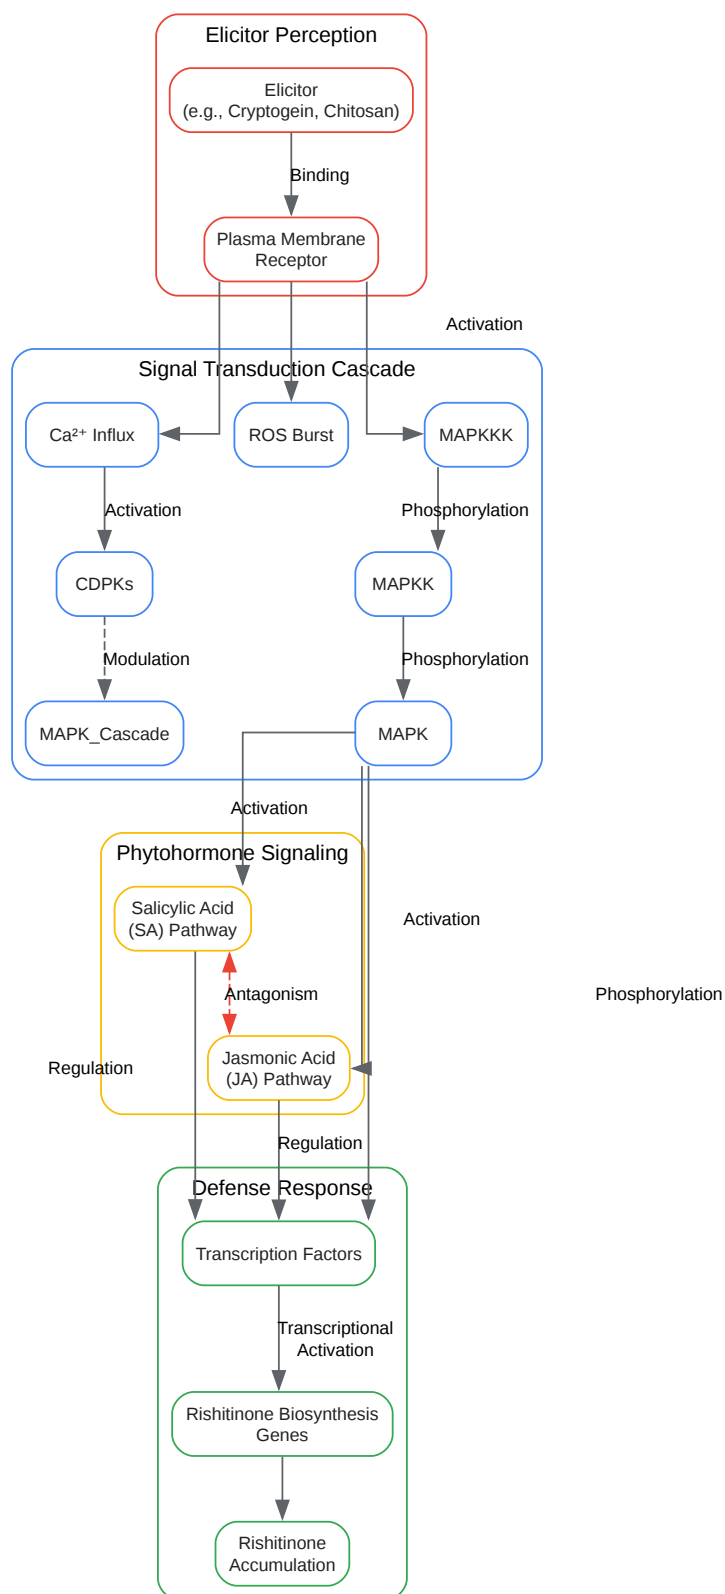 Elicitor Perception
Elicitor
(e.g., Cryptogein, Chitosan)
Binding
Plasma Membrane
Receptor
Activation
Signal Transduction Cascade
Ca²⁺ Influx
ROS Burst
MAPKKK
Activation
Phosphorylation
CDPKs
MAPKK
Modulation
Phosphorylation
MAPK_Cascade
MAPK
Activation
Phytohormone Signaling
Salicylic Acid
(SA) Pathway
Activation
Antagonism
Phosphorylation
Regulation
Jasmonic Acid
(JA) Pathway
Regulation
Defense Response
Transcription Factors
Transcriptional
Activation
Rishitinone Biosynthesis
Genes
Rishitinone
Accumulation